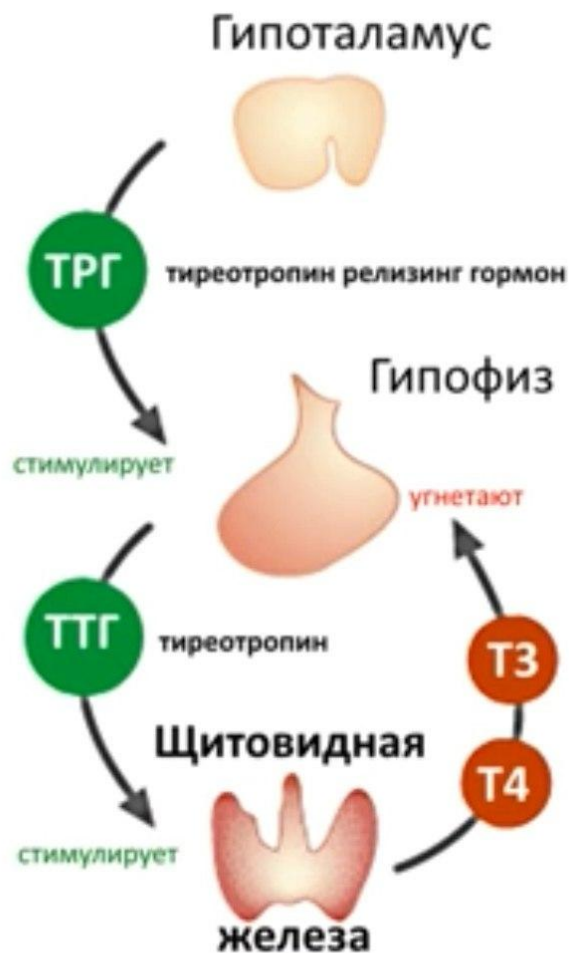 Гипоталамус
ТРГ
тиреотропин релизинг гормон
Гипофиз
стимулирует
угнетают
ТТГ
тиреотропин
Т3
Щитовидная
Т4
стимулирует
железа